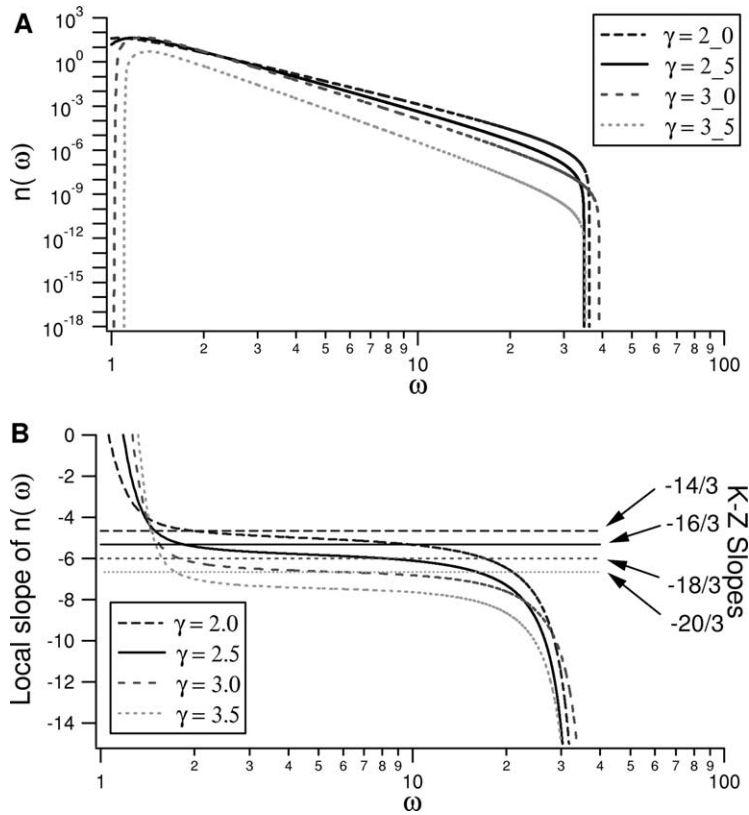 A
n( ω)
10^3
10^0
10^-3
10^-6
10^-9
10^-12
10^-15
10^-18
γ = 2_0
γ = 2_5
γ = 3_0
γ = 3_5
1 2 3 4 5 6 7 8 9 10 2 3 4 5 6 7 8 9 100
ω
B
Local slope of n( ω)
0
-2
-4
-6
-8
-10
-12
-14
-14/3
-16/3
-18/3
-20/3
K-Z Slopes
γ = 2.0
γ = 2.5
γ = 3.0
γ = 3.5
1 2 3 4 5 6 7 8 9 10 2 3 4 5 6 7 8 9 100
ω